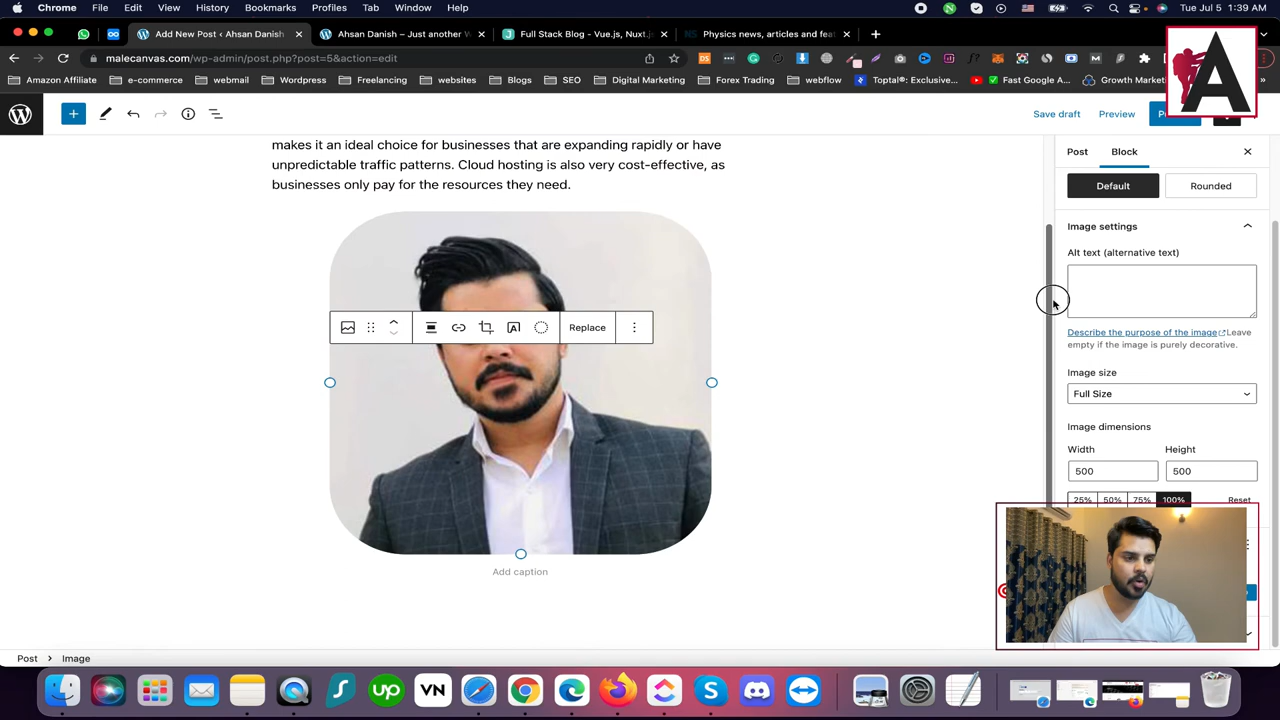 Chrome File Edit View History Bookmarks Profiles Tab Window Help Tue Jul 5 1:39 AM
Add New Post ‹ Ahsan Danish Ahsan Danish – Just another W Full Stack Blog - Vue.js, Nuxt.js Physics news, articles and feat
malecanvas.com/wp-admin/post.php?post=5&action=edit
Amazon Affiliate e-commerce webmail Wordpress Freelancing websites Blogs SEO Digital Marketing Forex Trading webflow Toptal®: Exclusive... Fast Google A... Growth Market
A
Save draft Preview
makes it an ideal choice for businesses that are expanding rapidly or have
unpredictable traffic patterns. Cloud hosting is also very cost-effective, as
businesses only pay for the resources they need.
Post Block
Default Rounded
Image settings
Alt text (alternative text)
Replace
Describe the purpose of the image Leave
empty if the image is purely decorative.
Image size
Full Size
Image dimensions
Width Height
500 500
25% 50% 75% 100% Reset
Add caption
Post Image
up VN